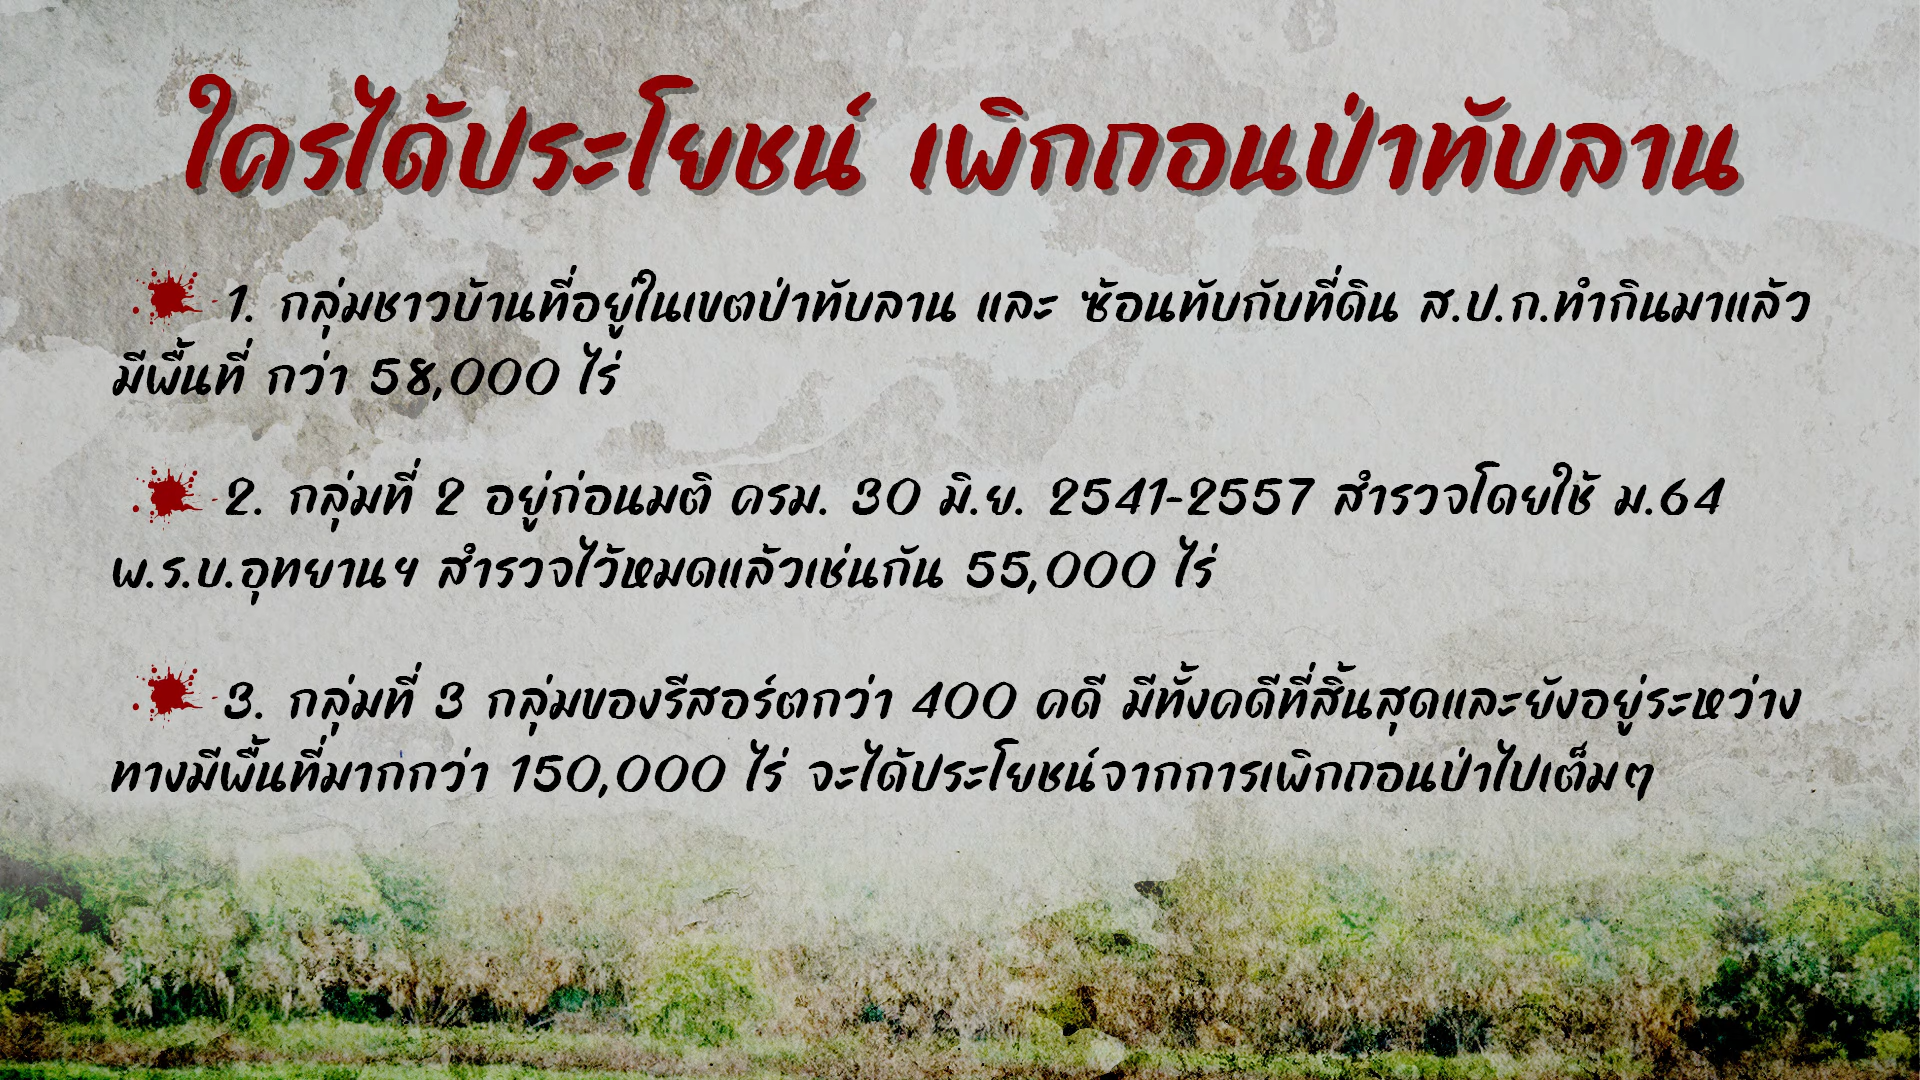 ใครได้ประโยชน์ เพิกถอนป่าทับลาน
1. กลุ่มชาวบ้านที่อยู่ในเขตป่าทับลาน และ ซ้อนทับกับที่ดิน ส.ป.ก.ทำกินมาแล้ว
มีพื้นที่ กว่า 58,000 ไร่
2. กลุ่มที่ 2 อยู่ก่อนมติ ครม. 30 มิ.ย. 2541-2557 สำรวจโดยใช้ ม.64
พ.ร.บ.อุทยานฯ สำรวจไว้หมดแล้วเช่นกัน 55,000 ไร่
3. กลุ่มที่ 3 กลุ่มของรีสอร์ตกว่า 400 คดี มีทั้งคดีที่สิ้นสุดและยังอยู่ระหว่าง
ทางมีพื้นที่มากกว่า 150,000 ไร่ จะได้ประโยชน์จากการเพิกถอนป่าไปเต็มๆ